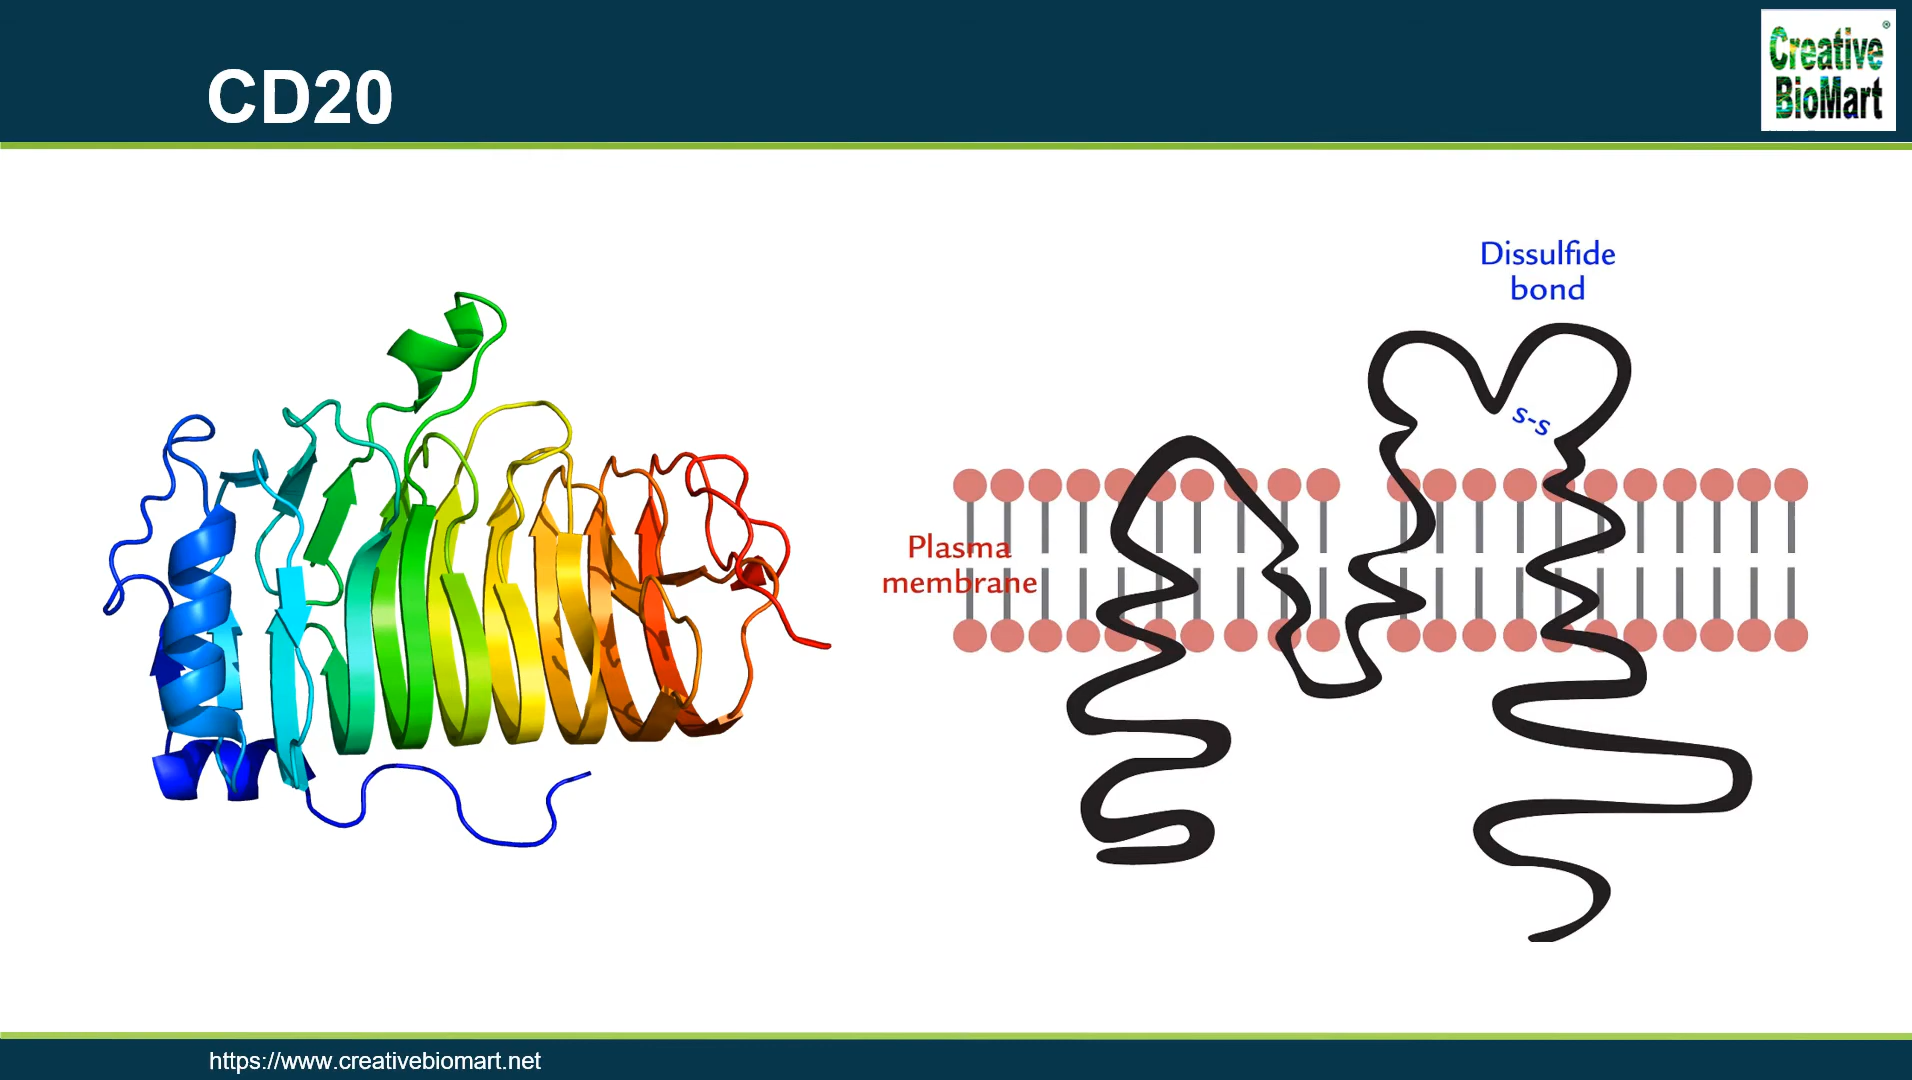 CD20
Creative
BioMart
®
Dissulfide
bond
s-s
Plasma
membrane
https://www.creativebiomart.net